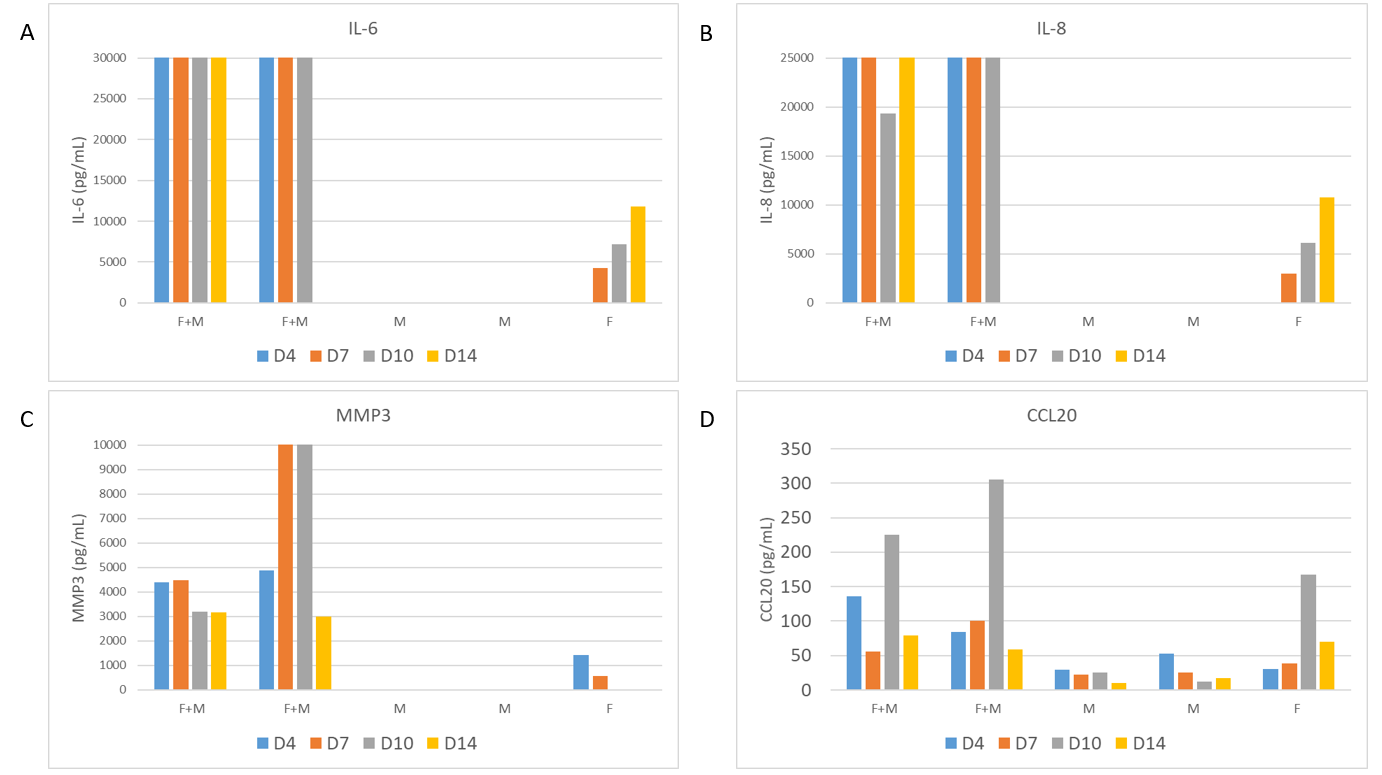 A
IL-6
IL-6 (pg/mL)
30000
25000
20000
15000
10000
5000
0
F+M F+M M M F
D4 D7 D10 D14
B
IL-8
IL-8 (pg/mL)
25000
20000
15000
10000
5000
0
F+M F+M M M F
D4 D7 D10 D14
C
MMP3
MMP3 (pg/mL)
10000
9000
8000
7000
6000
5000
4000
3000
2000
1000
0
F+M F+M M M F
D4 D7 D10 D14
D
CCL20
CCL20 (pg/mL)
350
300
250
200
150
100
50
0
F+M F+M M M F
D4 D7 D10 D14